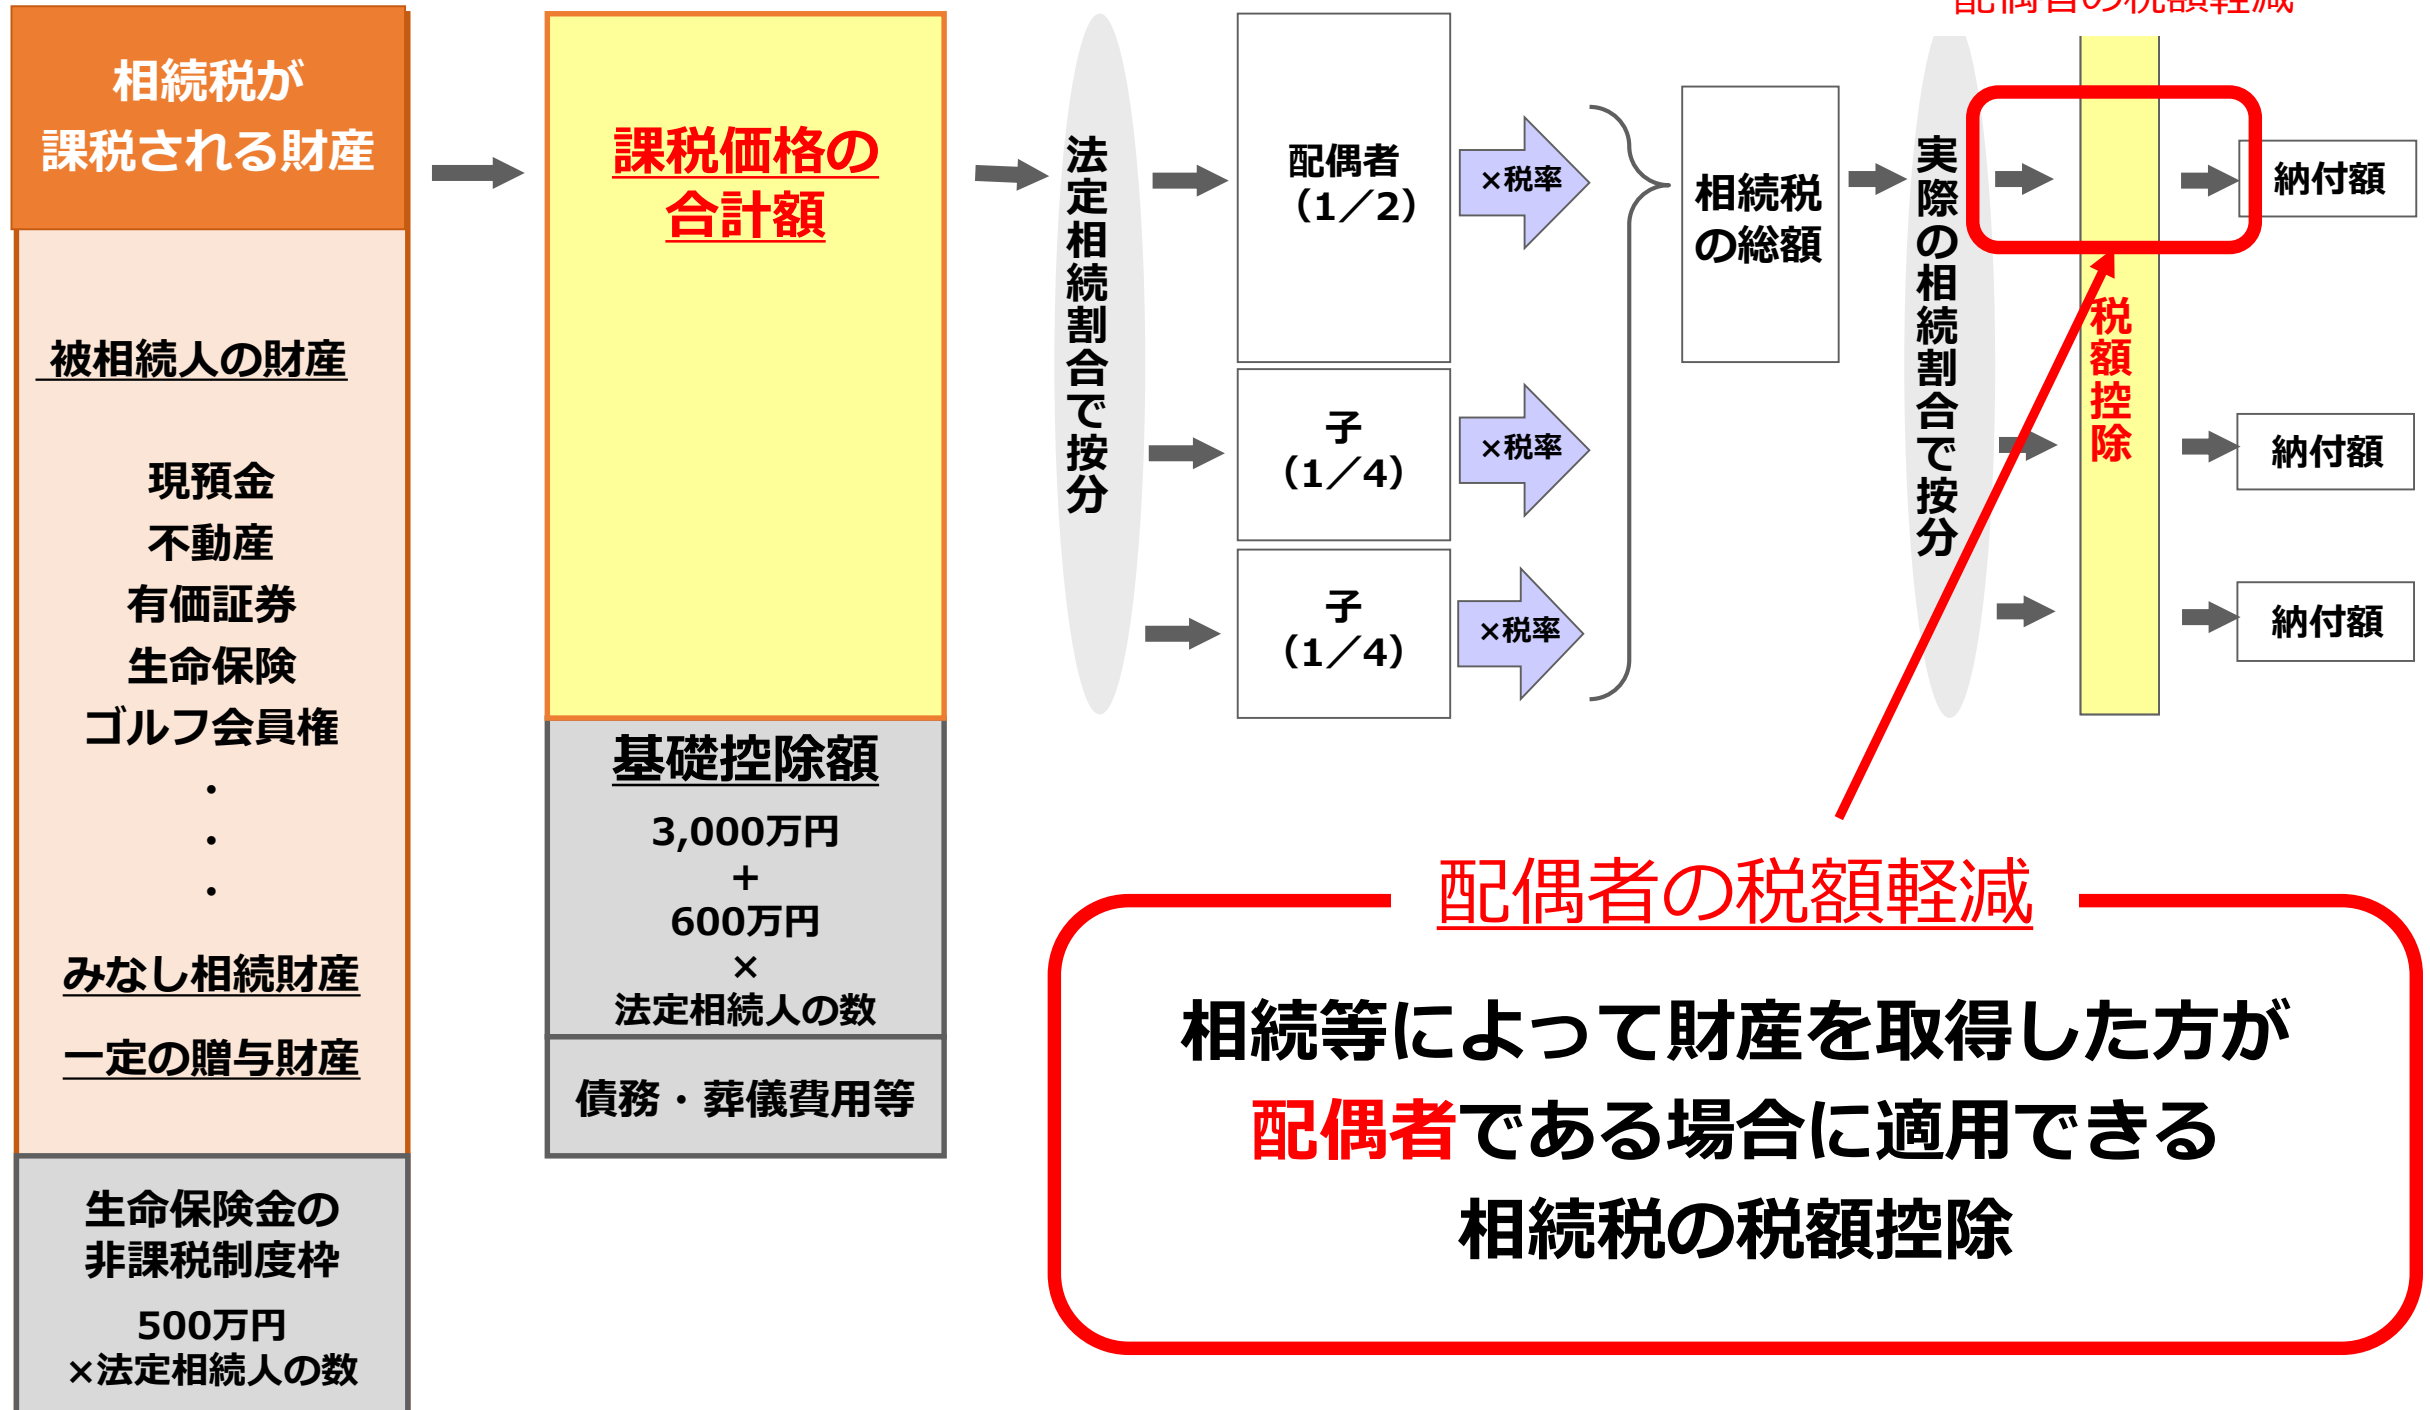 配偶者の税額軽減
相続税が
課税される財産
被相続人の財産
現預金
不動産
有価証券
生命保険
ゴルフ会員権
・
・
・
みなし相続財産
一定の贈与財産
生命保険金の
非課税制度枠
500万円
×法定相続人の数
課税価格の
合計額
基礎控除額
3,000万円
+
600万円
×
法定相続人の数
債務・葬儀費用等
法定相続割合で按分
配偶者
（1／2）
×税率
子
（1／4）
×税率
子
（1／4）
×税率
相続税
の総額
実際の相続割合で按分
税額控除
納付額
納付額
納付額
配偶者の税額軽減
相続等によって財産を取得した方が
配偶者である場合に適用できる
相続税の税額控除